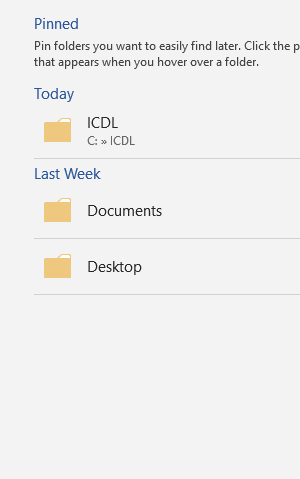 Pinned
Pin folders you want to easily find later. Click the p
that appears when you hover over a folder.
Today
ICDL
C: » ICDL
Last Week
Documents
Desktop